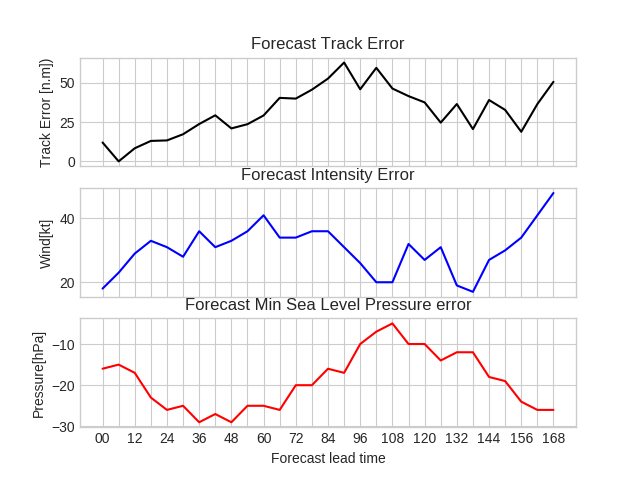 Forecast Track Error
Track Error [n.m])
50
25
0
Forecast Intensity Error
Wind[kt]
40
20
Forecast Min Sea Level Pressure error
Pressure[hPa]
−10
−20
−30
00 12 24 36 48 60 72 84 96 108 120 132 144 156 168
Forecast lead time